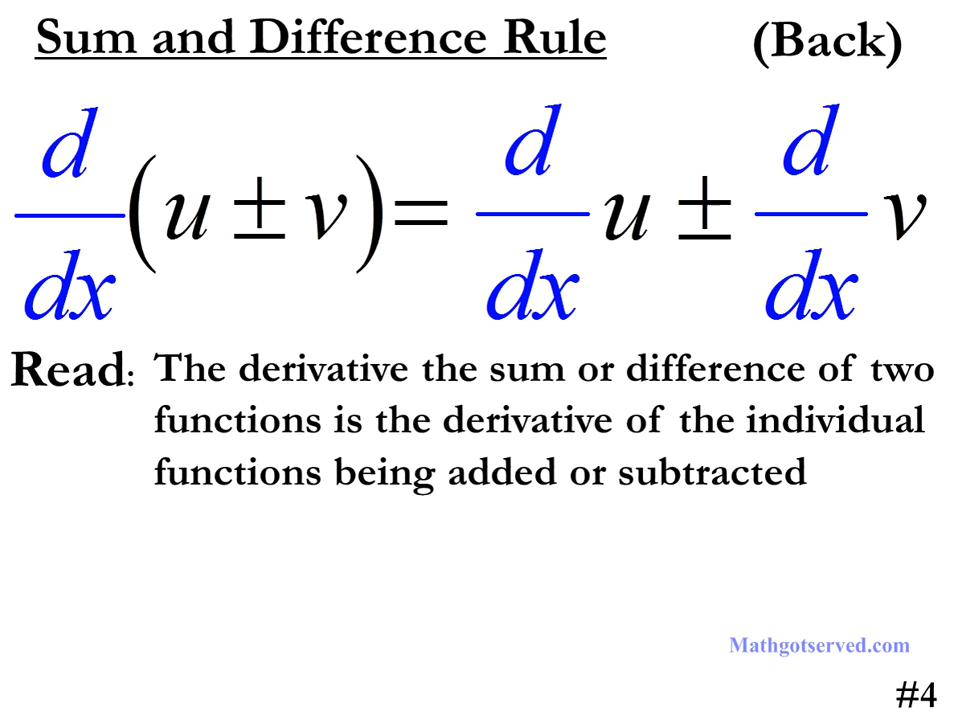 Sum and Difference Rule (Back)
d/dx (u ± v) = d/dx u ± d/dx v
Read: The derivative the sum or difference of two
functions is the derivative of the individual
functions being added or subtracted
Mathgotserved.com
#4